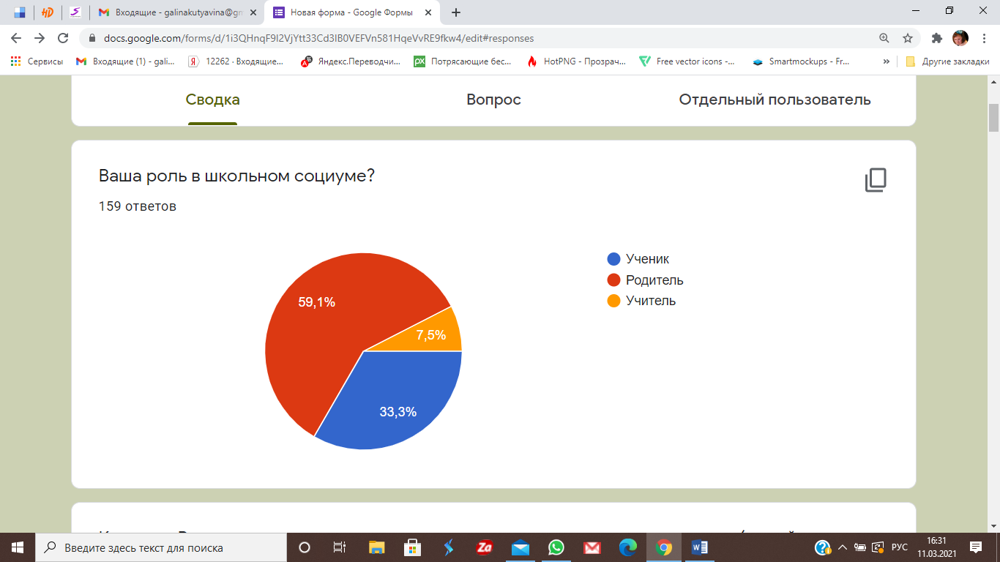 HD
S
Входящие - galinakutyavina@gm
Новая форма - Google Формы
docs.google.com/forms/d/1i3QHnqF9I2VjYtt33Cd3IB0VEFVn581HqeVvRE9fkw4/edit#responses
Сервисы
Входящие (1) - gali...
12262 · Входящие...
Яндекс.Переводчи...
Потрясающие бес...
HotPNG - Прозрач...
Free vector icons -...
Smartmockups - Fr...
»
Другие закладки
Сводка
Вопрос
Отдельный пользователь
Ваша роль в школьном социуме?
159 ответов
Ученик
Родитель
Учитель
59,1%
7,5%
33,3%
Введите здесь текст для поиска
Za
РУС
16:31
11.03.2021